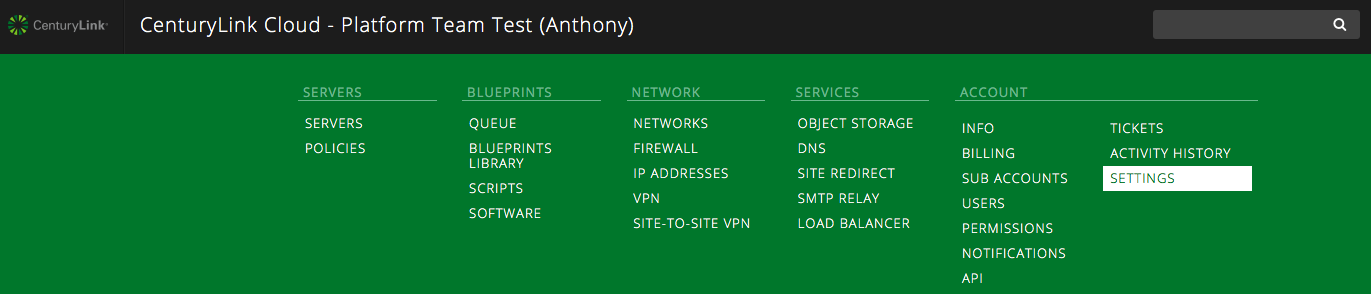 CenturyLink
CenturyLink Cloud - Platform Team Test (Anthony)
SERVERS
SERVERS
POLICIES
BLUEPRINTS
QUEUE
BLUEPRINTS
LIBRARY
SCRIPTS
SOFTWARE
NETWORK
NETWORKS
FIREWALL
IP ADDRESSES
VPN
SITE-TO-SITE VPN
SERVICES
OBJECT STORAGE
DNS
SITE REDIRECT
SMTP RELAY
LOAD BALANCER
ACCOUNT
INFO
BILLING
SUB ACCOUNTS
USERS
PERMISSIONS
NOTIFICATIONS
API
TICKETS
ACTIVITY HISTORY
SETTINGS